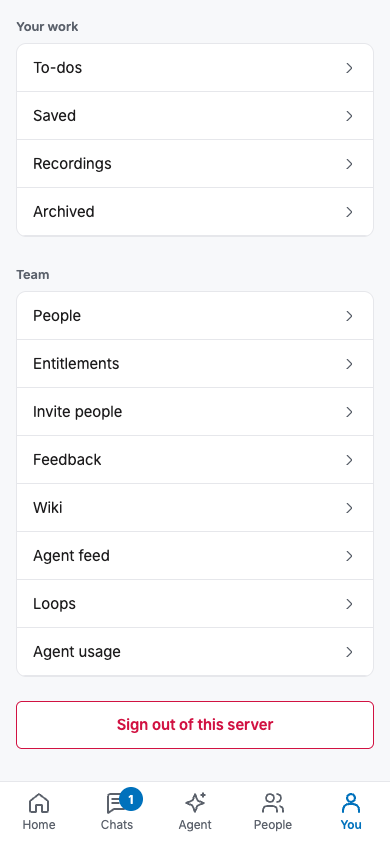 Your work
To-dos
Saved
Recordings
Archived
Team
People
Entitlements
Invite people
Feedback
Wiki
Agent feed
Loops
Agent usage
Sign out of this server
1
Home
Chats
Agent
People
You